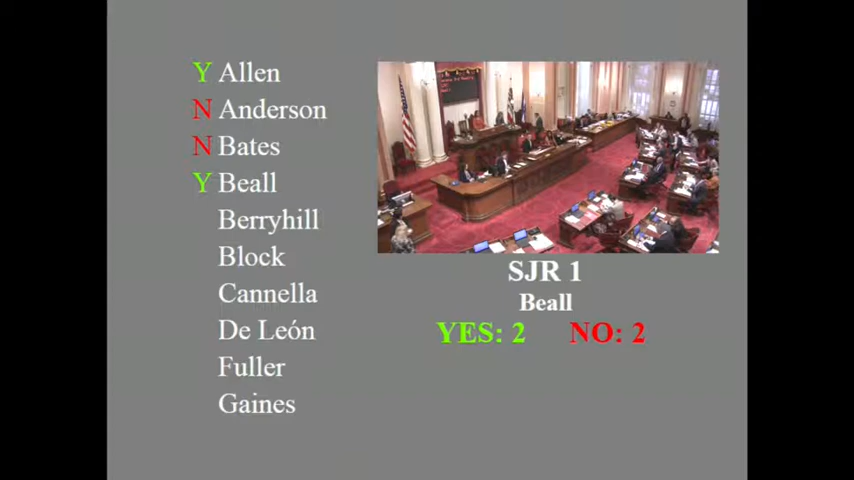 Y Allen
N Anderson
N Bates
Y Beall
Berryhill
Block
Cannella
De León
Fuller
Gaines
SJR 1
Beall
YES: 2 NO: 2